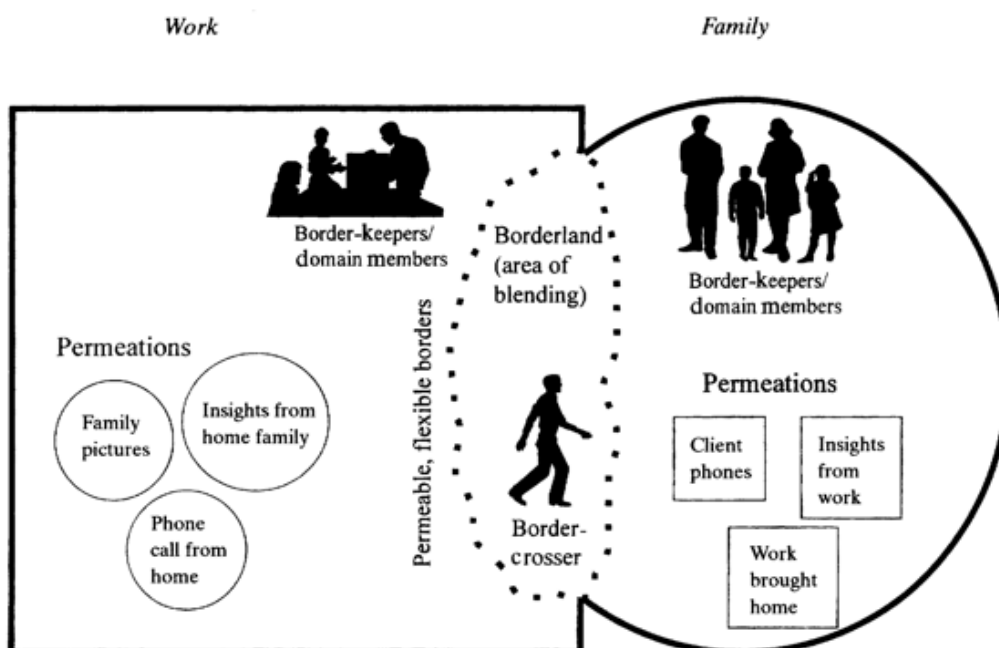 Work
Family
Border-keepers/
domain members
Borderland
(area of
blending)
Border-keepers/
domain members
Permeable, flexible borders
Permeations
Family
pictures
Insights from
home family
Phone
call from
home
Border-
crosser
Permeations
Client
phones
Insights
from
work
Work
brought
home